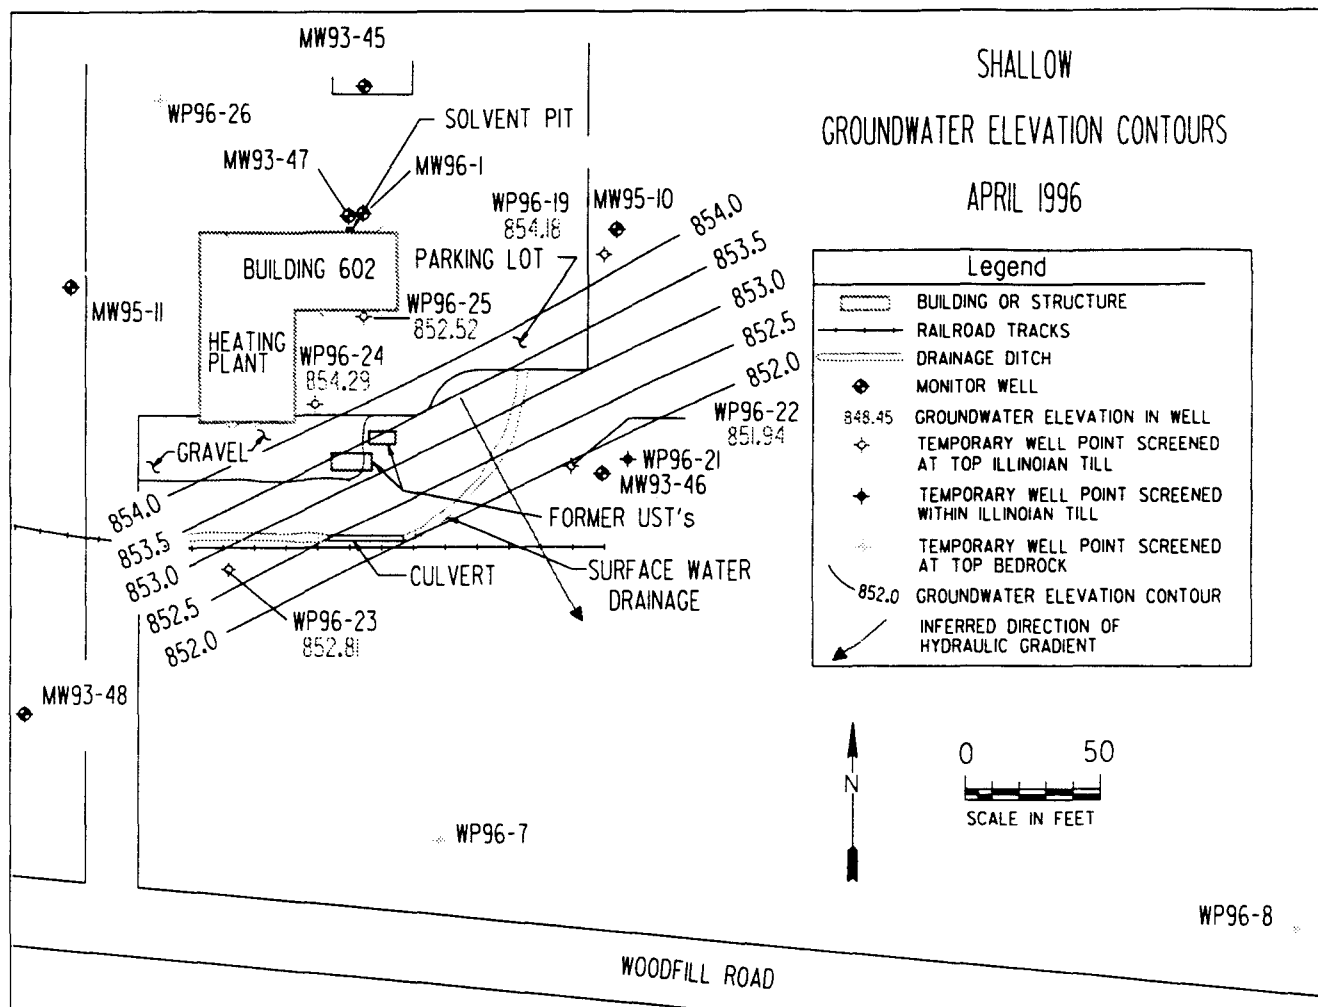 MW93-45
WP96-26
SOLVENT PIT
MW93-47
MW96-1
WP96-19
854.18
MW95-10
PARKING LOT
BUILDING 602
HEATING
PLANT
WP96-25
852.52
WP96-24
854.29
MW95-11
GRAVEL
854.0
853.5
853.0
852.5
852.0
WP96-22
851.94
WP96-21
MW93-46
FORMER UST's
SURFACE WATER
DRAINAGE
CULVERT
854.0
853.5
853.0
852.5
852.0
WP96-23
852.81
MW93-48
WP96-7
WP96-8
WOODFILL ROAD
SHALLOW
GROUNDWATER ELEVATION CONTOURS
APRIL 1996
Legend
BUILDING OR STRUCTURE
RAILROAD TRACKS
DRAINAGE DITCH
MONITOR WELL
848.45 GROUNDWATER ELEVATION IN WELL
TEMPORARY WELL POINT SCREENED
AT TOP ILLINOIAN TILL
TEMPORARY WELL POINT SCREENED
WITHIN ILLINOIAN TILL
TEMPORARY WELL POINT SCREENED
AT TOP BEDROCK
852.0 GROUNDWATER ELEVATION CONTOUR
INFERRED DIRECTION OF
HYDRAULIC GRADIENT
N
0 50
SCALE IN FEET